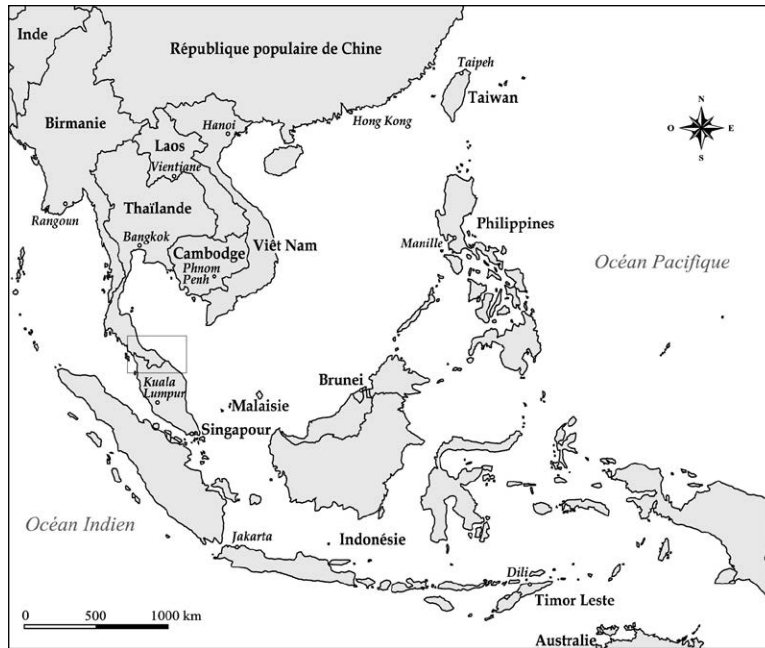 Inde
République populaire de Chine
Taipeh
Taiwan
Birmanie
Hanoi
Hong Kong
N
O
E
S
Laos
Vientiane
Rangoun
Thaïlande
Bangkok
Cambodge
Phnom
Penh
Viêt Nam
Philippines
Manille
Océan Pacifique
Kuala
Lumpur
Brunei
Malaisie
Singapour
Océan Indien
Jakarta
Indonésie
Dili
Timor Leste
Australie
0 500 1000 km